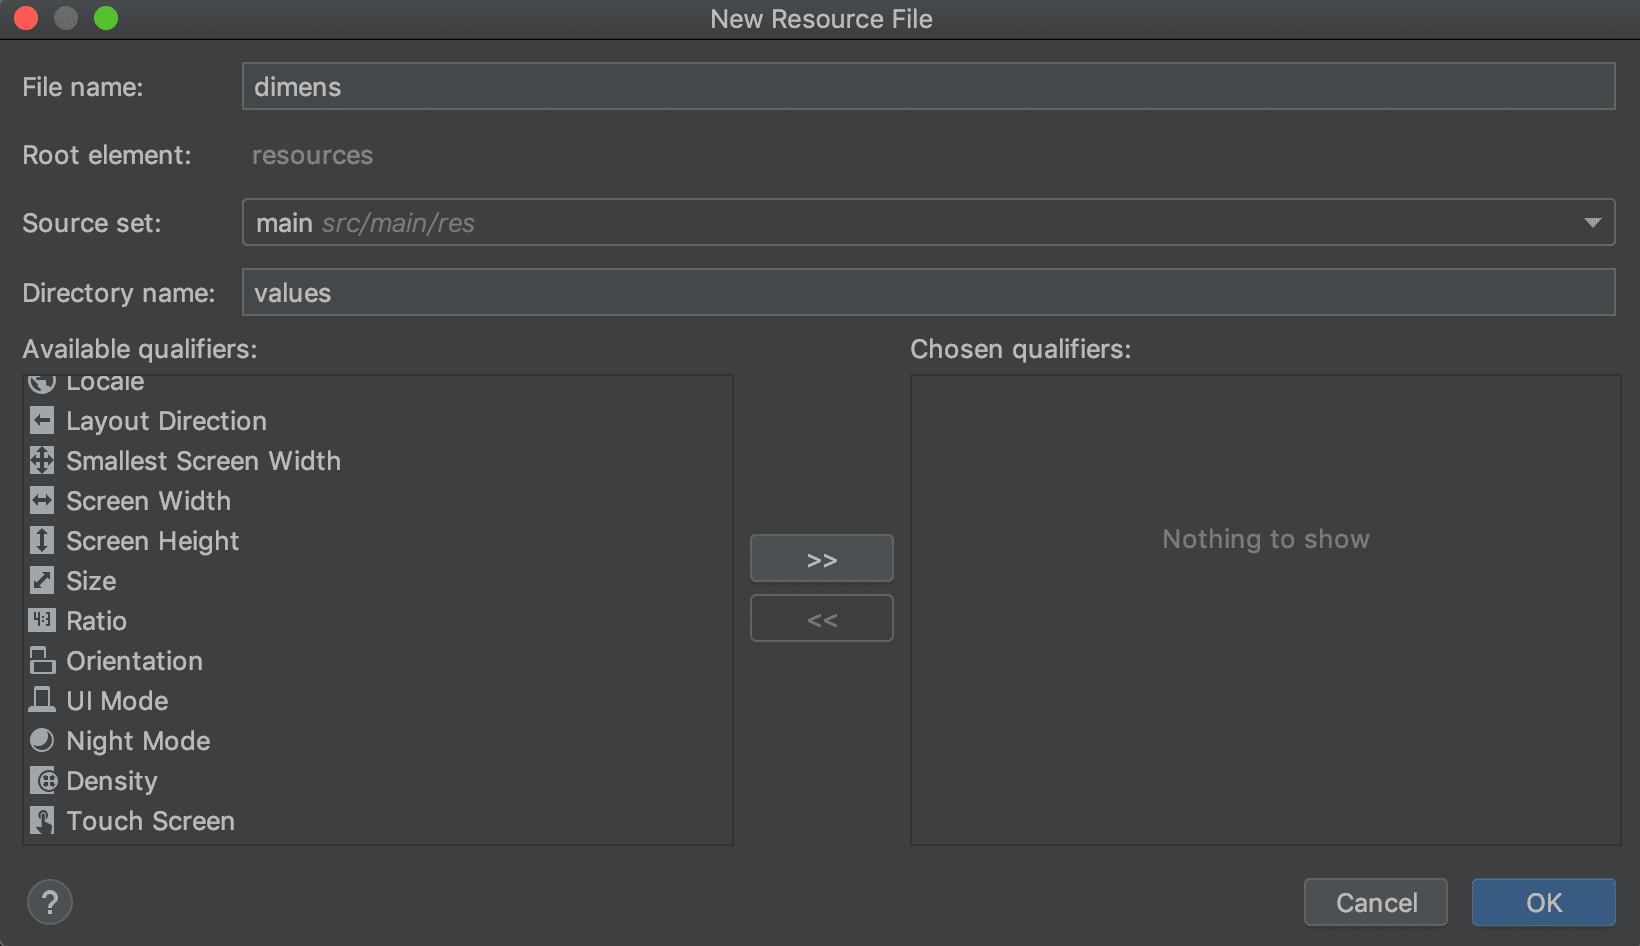 New Resource File
File name: dimens
Root element: resources
Source set: main src/main/res
Directory name: values
Available qualifiers:
Locale
Layout Direction
Smallest Screen Width
Screen Width
Screen Height
Size
4:3 Ratio
Orientation
UI Mode
Night Mode
Density
Touch Screen
>>
<<
Chosen qualifiers:
Nothing to show
?
Cancel
OK